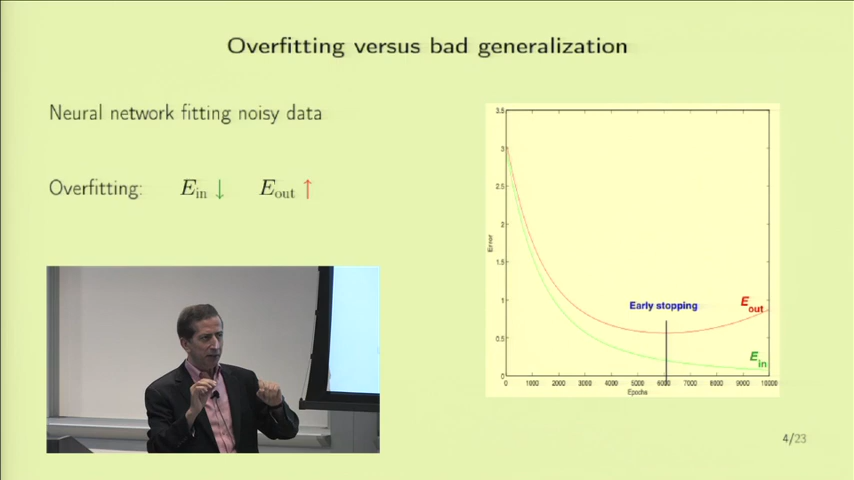 Overfitting versus bad generalization
Neural network fitting noisy data
Overfitting: E_in ↓ E_out ↑
3.5
3
2.5
2
1.5
1
0.5
0
Error
Early stopping
E_out
E_in
0 1000 2000 3000 4000 5000 6000 7000 8000 9000 10000
Epochs
4/23